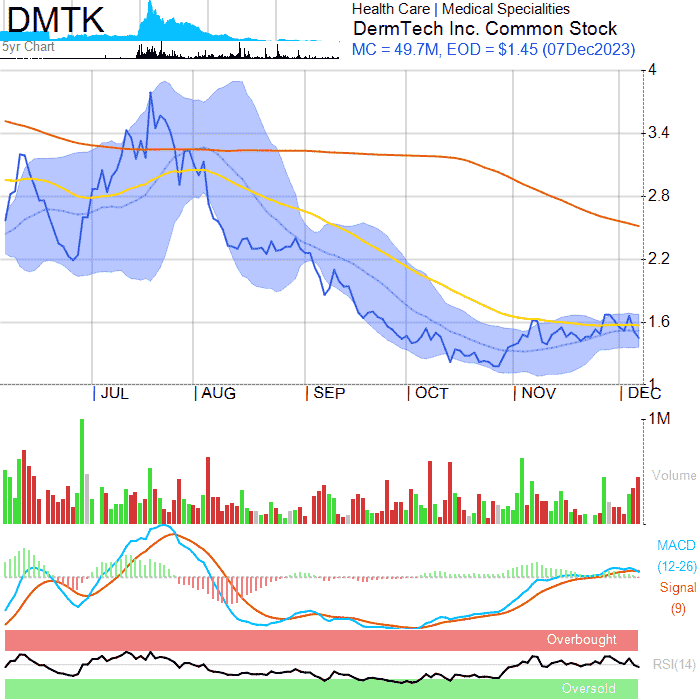 DMTK
5yr Chart
Health Care | Medical Specialities
DermTech Inc. Common Stock
MC = 49.7M, EOD = $1.45 (07Dec2023)
4
3.4
2.8
2.2
1.6
1
JUL AUG SEP OCT NOV DEC
1M
Volume
MACD
(12-26)
Signal
(9)
Overbought
RSI(14)
Oversold